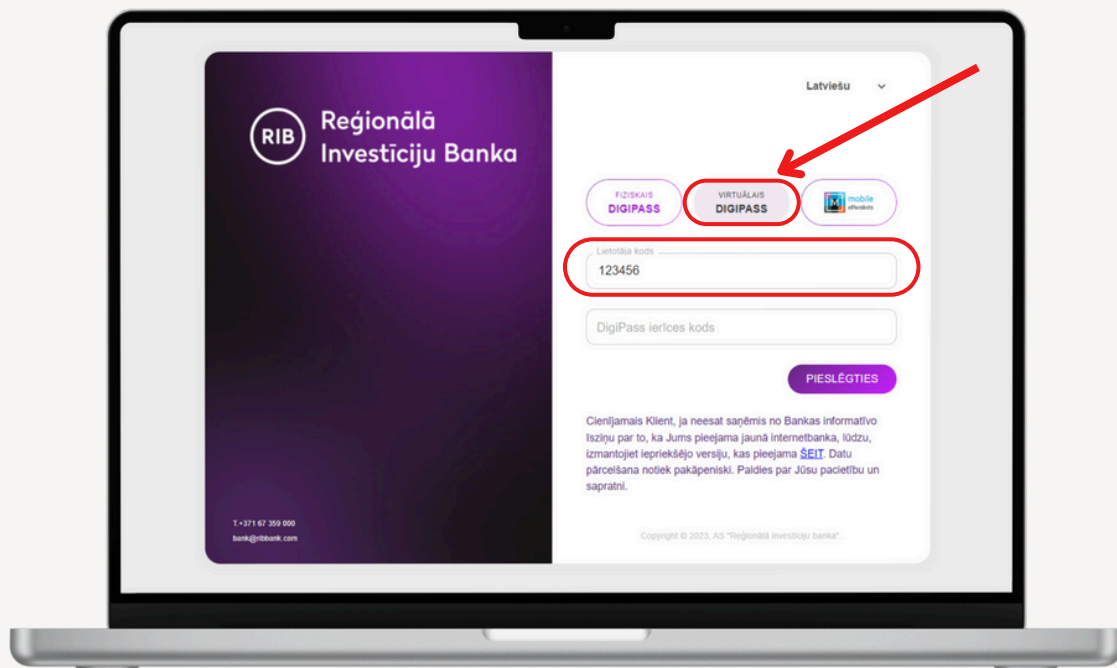 RIB
Reģionālā
Investīciju Banka
T.+371 67 359 000
bank@ribbank.com
Latviešu
FIZISKAIS
DIGIPASS
VIRTUĀLAIS
DIGIPASS
M mobile
eParaksts
Lietotāja kods
123456
DigiPass ierīces kods
PIESLĒGTIES
Cienījamais Klient, ja neesat saņēmis no Bankas informatīvo
īsziņu par to, ka Jums pieejama jaunā internetbanka, lūdzu,
izmantojiet iepriekšējo versiju, kas pieejama ŠEIT. Datu
pārcelšana notiek pakāpeniski. Paldies par Jūsu pacietību un
sapratni.
Copyright © 2023, AS "Reģionālā investīciju banka".